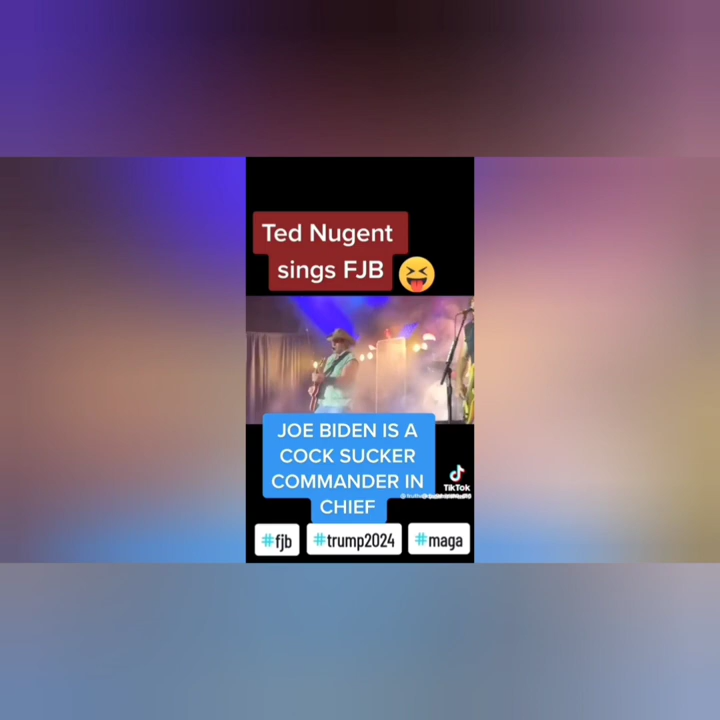 Ted Nugent
sings FJB
JOE BIDEN IS A
COCK SUCKER
COMMANDER IN
CHIEF
TikTok
#fjb
#trump2024
#maga